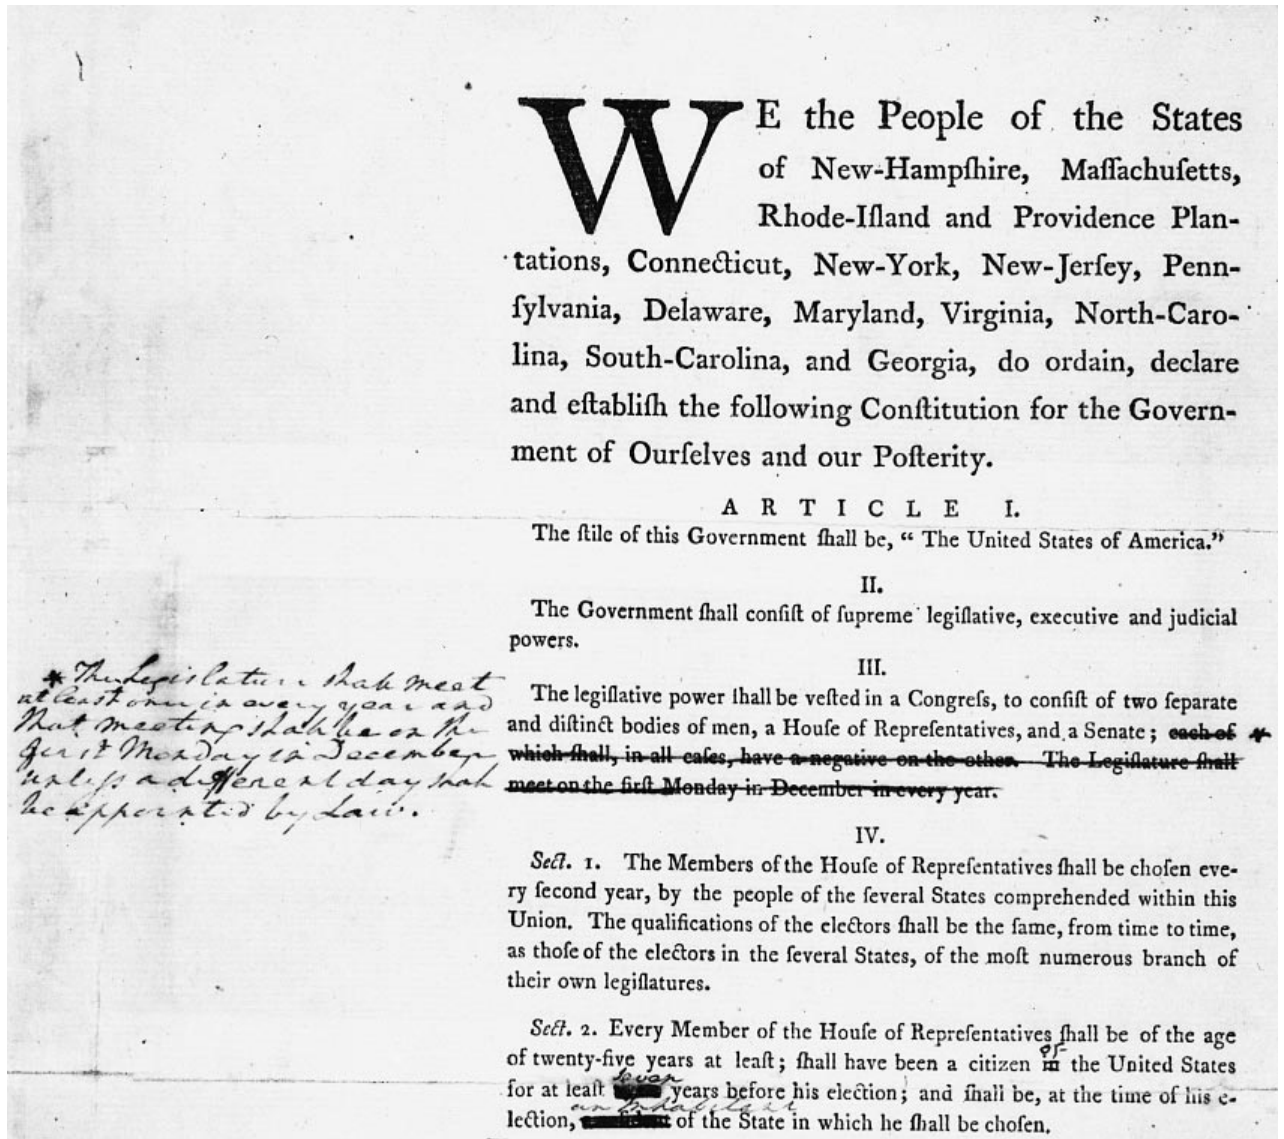 WE the People of the States
of New-Hampſhire, Maſſachuſetts,
Rhode-Iſland and Providence Plan-
tations, Connecticut, New-York, New-Jerſey, Penn-
ſylvania, Delaware, Maryland, Virginia, North-Caro-
lina, South-Carolina, and Georgia, do ordain, declare
and eſtabliſh the following Conſtitution for the Govern-
ment of Ourſelves and our Poſterity.
ARTICLE I.
The ſtile of this Government ſhall be, “ The United States of America.”
II.
The Government ſhall conſiſt of ſupreme legiſlative, executive and judicial
powers.
III.
The legiſlative power ſhall be veſted in a Congreſs, to conſiſt of two ſeparate
and diſtinct bodies of men, a Houſe of Repreſentatives, and a Senate ; each of *
which ſhall, in all caſes, have a negative on the other. The Legiſlature ſhall
meet on the firſt Monday in December in every year.
* The Legislature shall meet
at least once in every year and
that meeting shall be on the
first Monday in December
unless a different day shall
be appointed by Law.
IV.
Sect. 1. The Members of the Houſe of Repreſentatives ſhall be choſen eve-
ry ſecond year, by the people of the ſeveral States comprehended within this
Union. The qualifications of the electors ſhall be the ſame, from time to time,
as thoſe of the electors in the ſeveral States, of the moſt numerous branch of
their own legiſlatures.
Sect. 2. Every Member of the Houſe of Repreſentatives ſhall be of the age
of
of twenty-five years at leaſt ; ſhall have been a citizen in the United States
seven
for at leaſt years before his election ; and ſhall be, at the time of his e-
an Inhabitant
lection, of the State in which he ſhall be choſen.